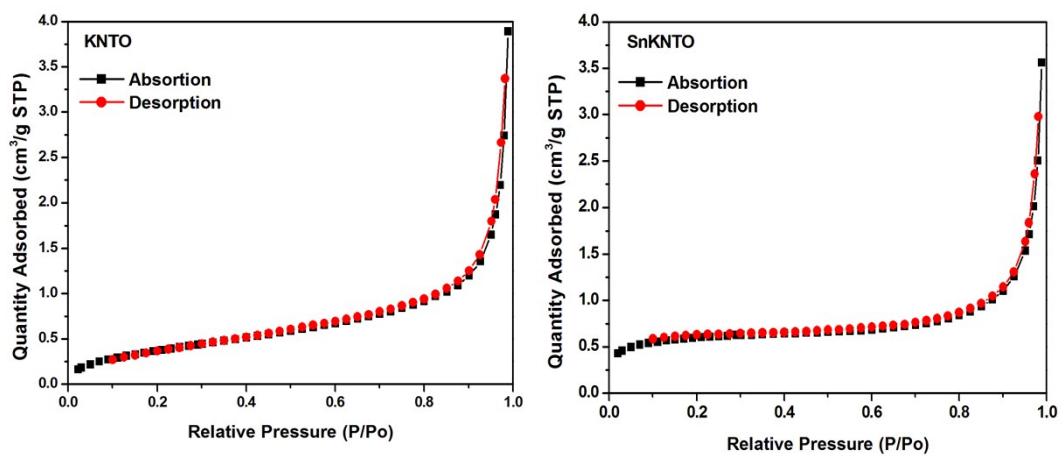 KNTO
Absortion
Desorption
Quantity Adsorbed (cm³/g STP)
4.0
3.5
3.0
2.5
2.0
1.5
1.0
0.5
0.0
0.0 0.2 0.4 0.6 0.8 1.0
Relative Pressure (P/Po)
SnKNTO
Absortion
Desorption
Quantity Adsorbed (cm³/g STP)
4.0
3.5
3.0
2.5
2.0
1.5
1.0
0.5
0.0
0.0 0.2 0.4 0.6 0.8 1.0
Relative Pressure (P/Po)